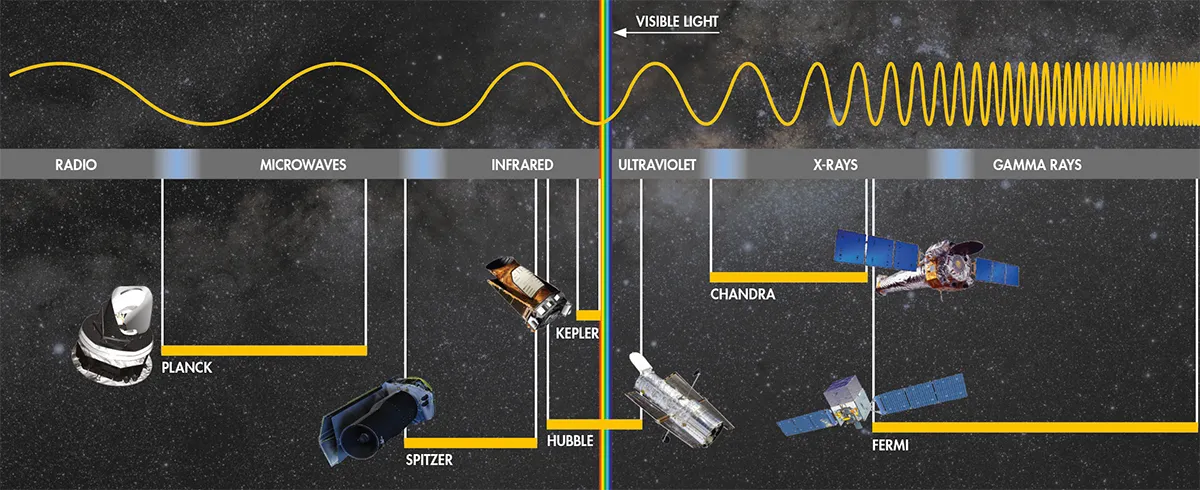 VISIBLE LIGHT
RADIO
MICROWAVES
INFRARED
ULTRAVIOLET
X-RAYS
GAMMA RAYS
CHANDRA
KEPLER
PLANCK
HUBBLE
SPITZER
FERMI